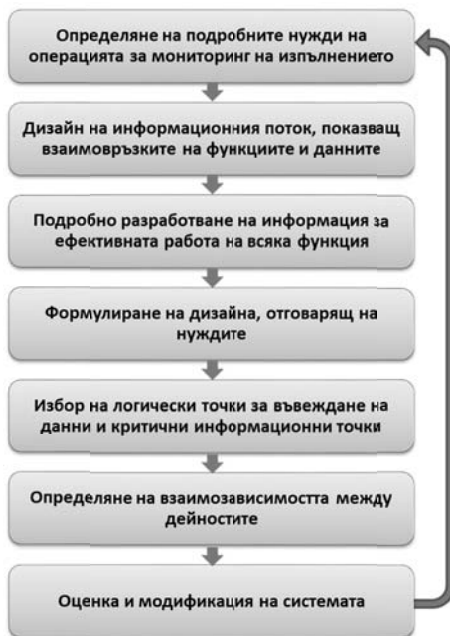 Определяне на подробните нужди на
операцията за мониторинг на изпълнението
Дизайн на информационния поток, показващ
взаимовръзките на функциите и данните
Подробно разработване на информация за
ефективната работа на всяка функция
Формулиране на дизайна, отговарящ на
нуждите
Избор на логически точки за въвеждане на
данни и критични информационни точки
Определяне на взаимозависимостта между
дейностите
Оценка и модификация на системата